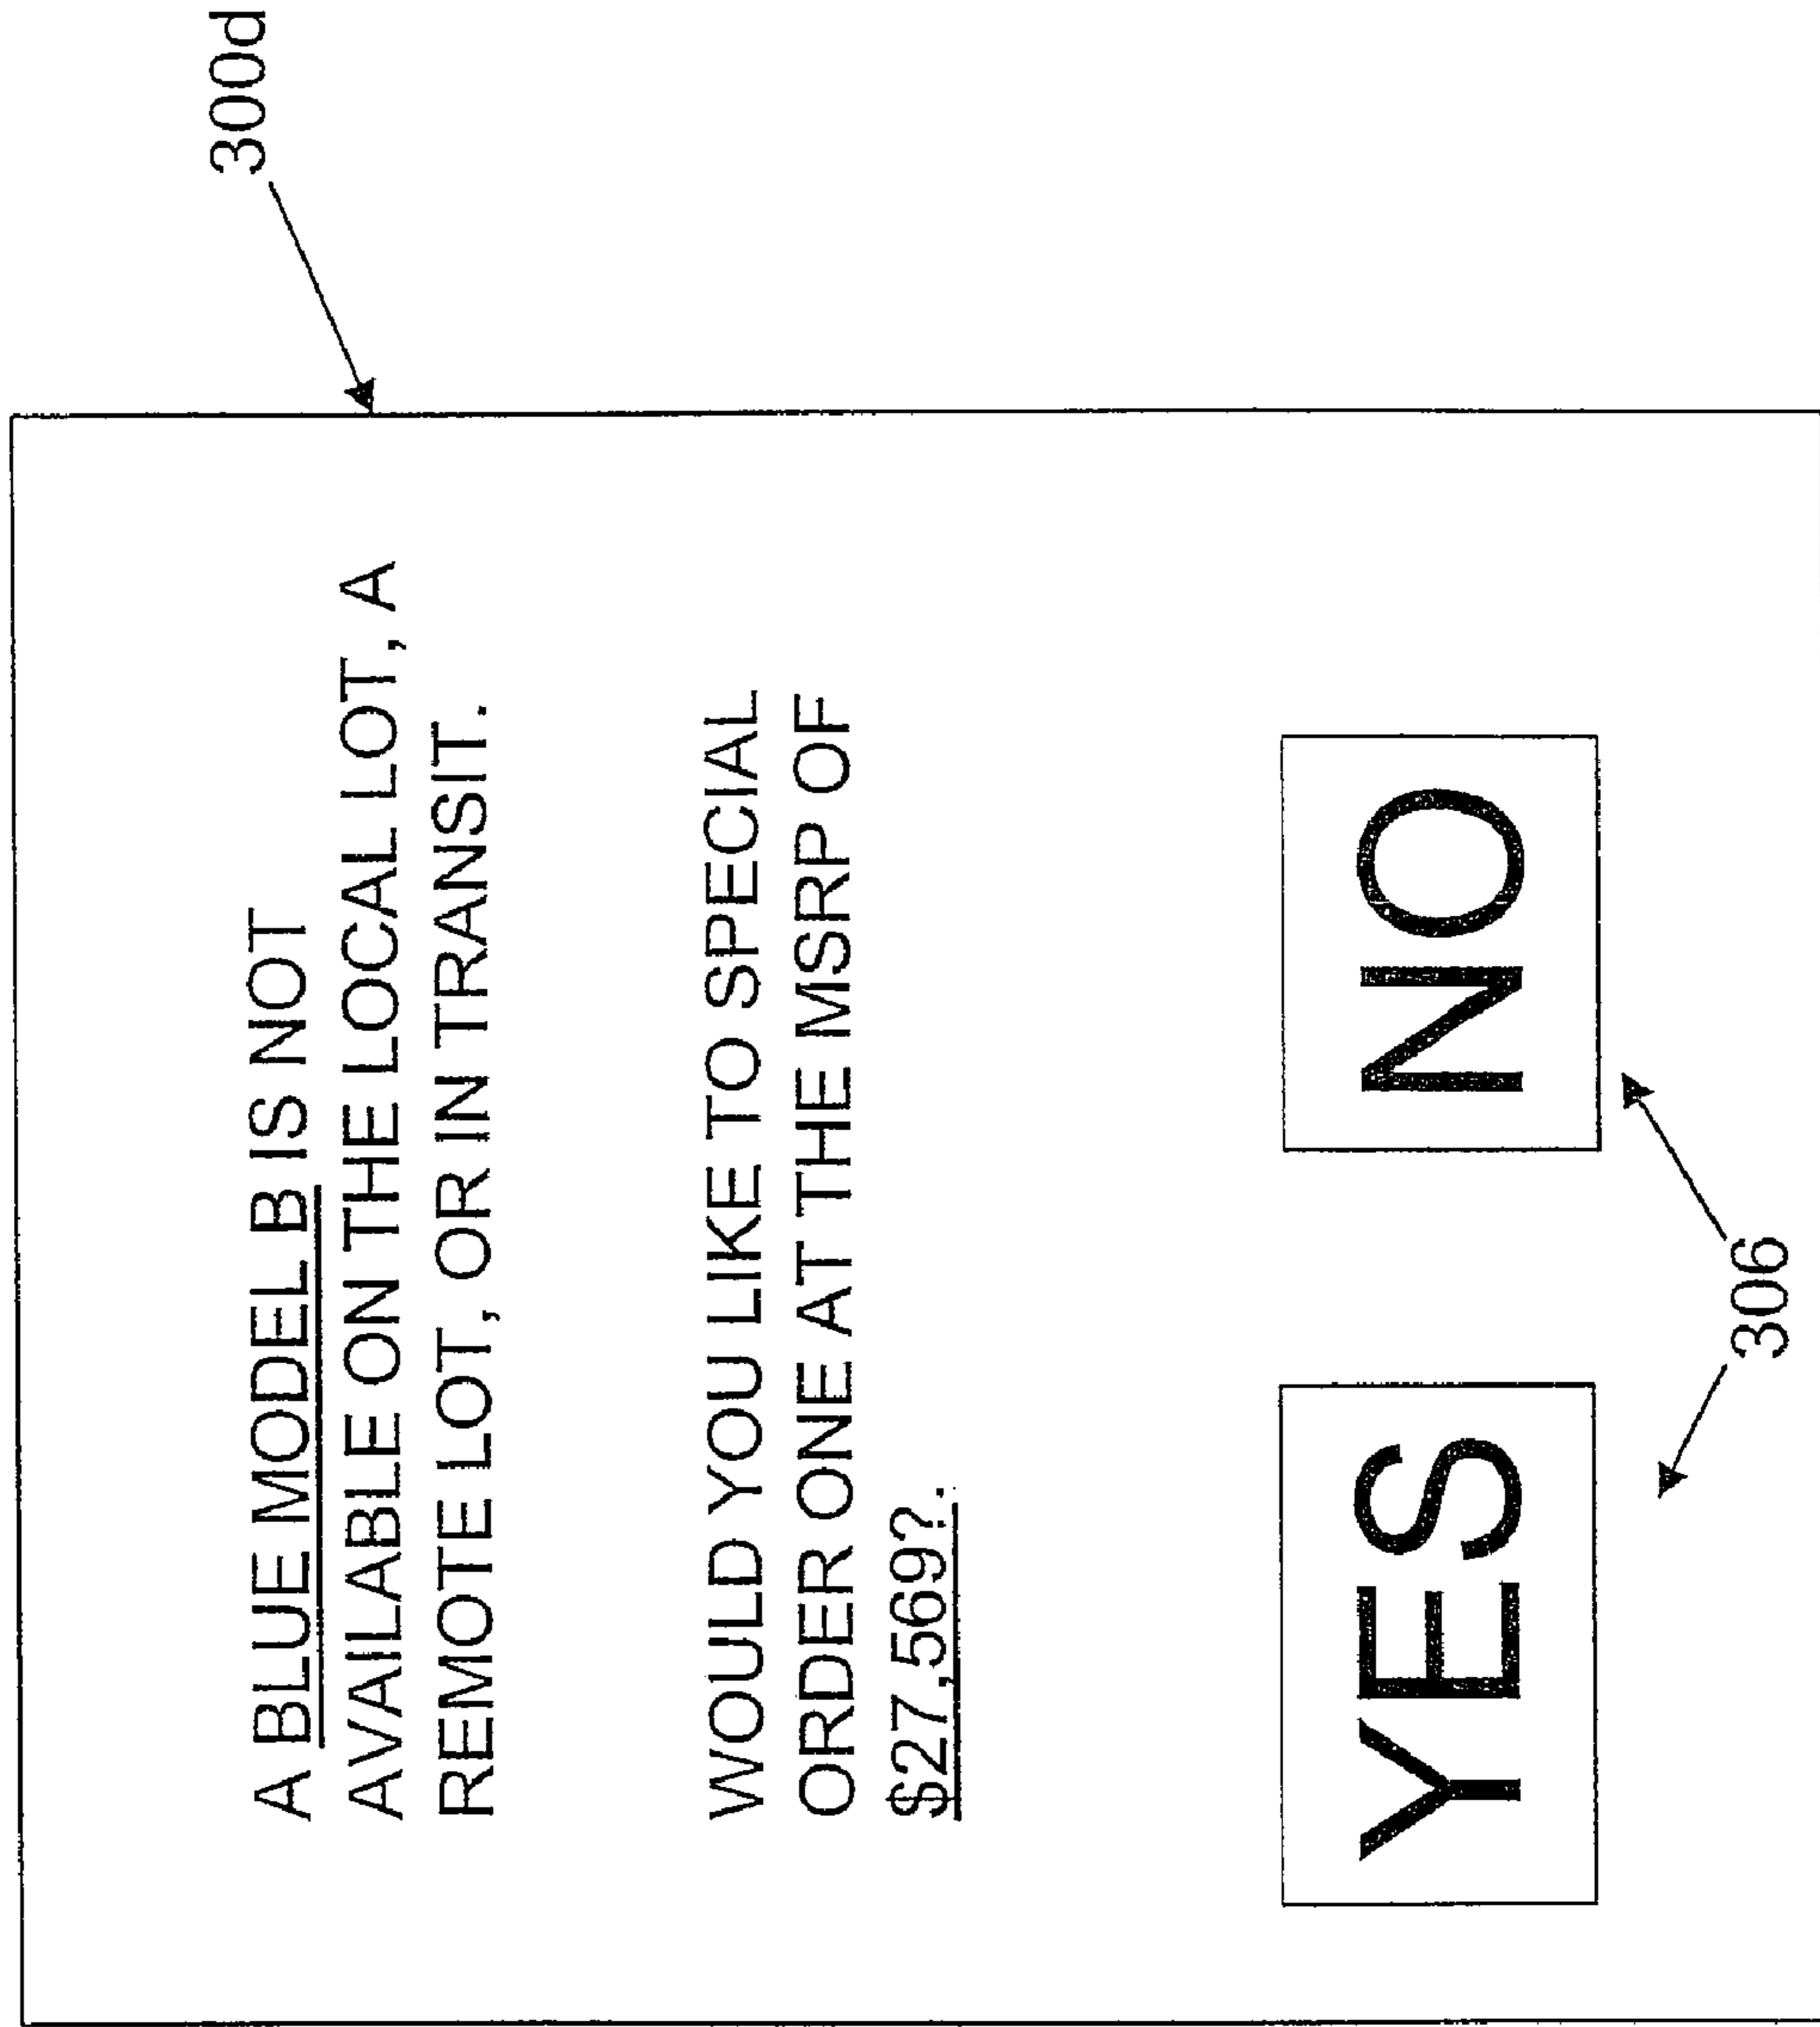 300d
A BLUE MODEL B IS NOT
AVAILABLE ON THE LOCAL LOT, A
REMOTE LOT, OR IN TRANSIT.
WOULD YOU LIKE TO SPECIAL
ORDER ONE AT THE MSRP OF
$27,569?.
YES NO
306